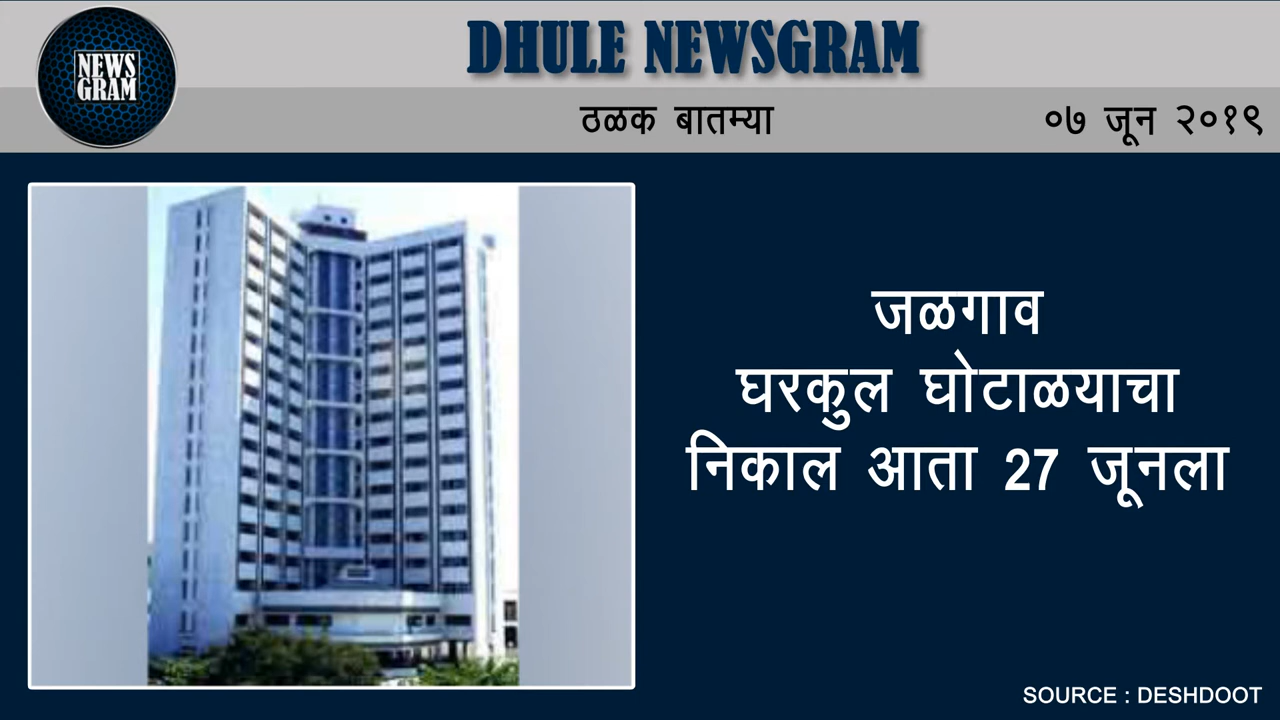 NEWS
GRAM
DHULE NEWSGRAM
ठळक बातम्या
०७ जून २०१९
जळगाव
घरकुल घोटाळयाचा
निकाल आता 27 जूनला
SOURCE : DESHDOOT